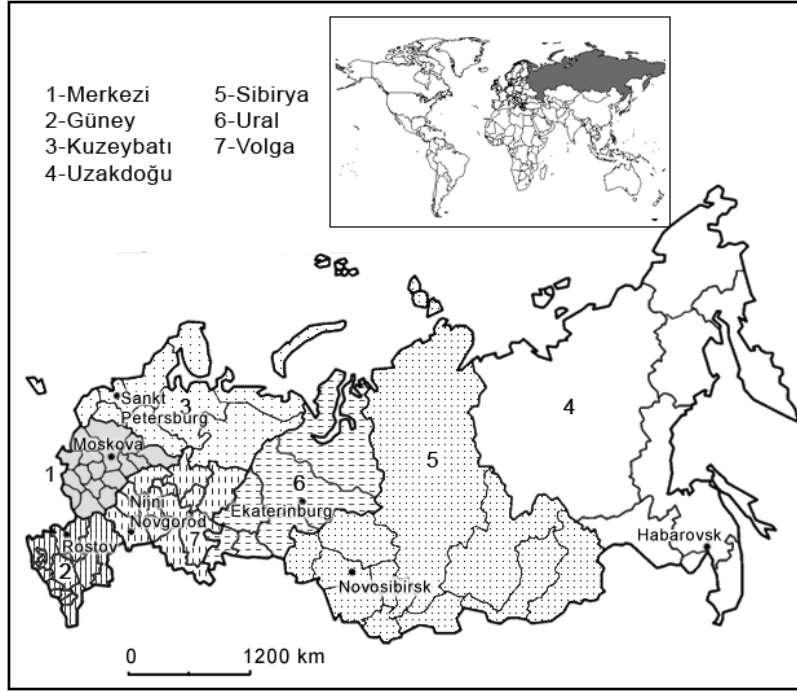 1-Merkezi
2-Güney
3-Kuzeybatı
4-Uzakdoğu
5-Sibirya
6-Ural
7-Volga
3
Sankt
Petersburg
4
Moskova
1
5
6
Nijni
Novgorod
Ekaterinburg
Rostov
7
2
Habarovsk
Novosibirsk
0 1200 km